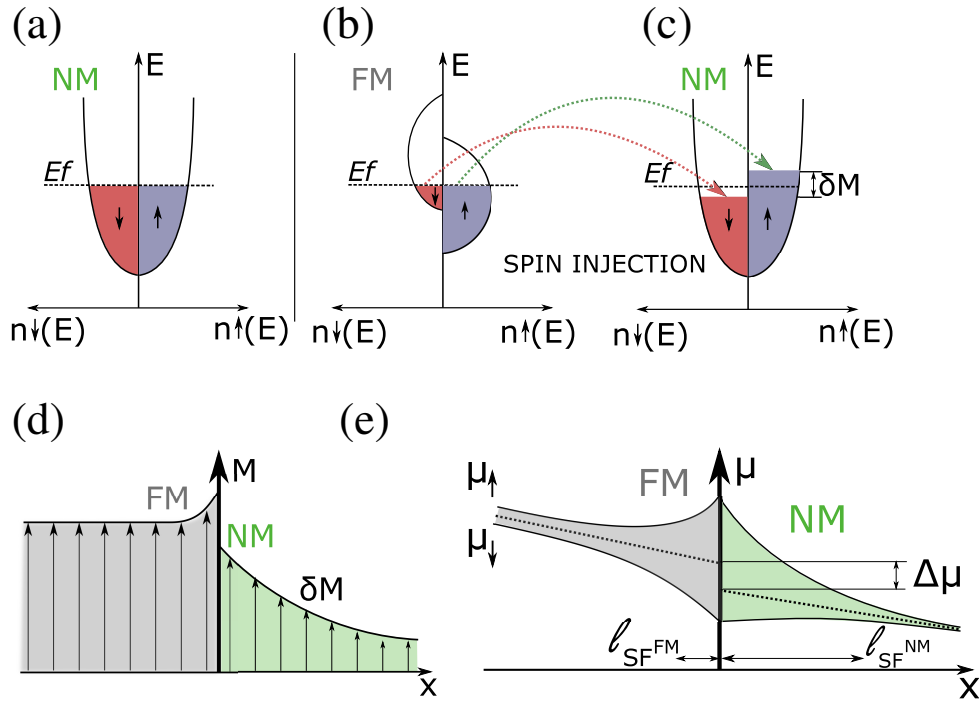 (a)
NM
E
Ef
↓ ↑
n↓(E) n↑(E)
(b)
FM
E
Ef
↓ ↑
n↓(E) n↑(E)
SPIN INJECTION
(c)
NM
E
Ef
δM
↓ ↑
n↓(E) n↑(E)
(d)
M
FM
NM
δM
x
(e)
μ↑
μ↓
FM
μ
NM
Δμ
ℓSF^FM
ℓSF^NM
x